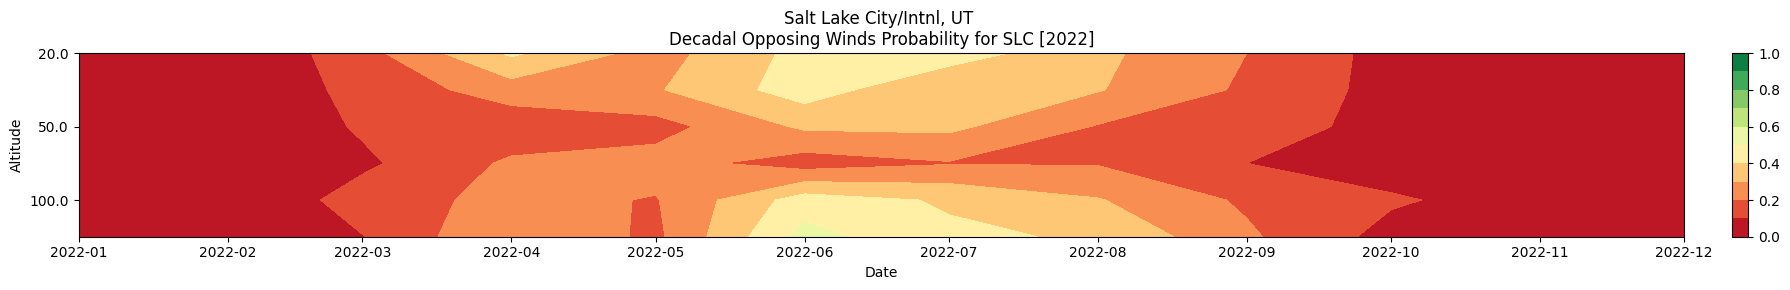 Salt Lake City/Intnl, UT
Decadal Opposing Winds Probability for SLC [2022]
20.0
50.0
100.0
Altitude
2022-01 2022-02 2022-03 2022-04 2022-05 2022-06 2022-07 2022-08 2022-09 2022-10 2022-11 2022-12
Date
1.0
0.8
0.6
0.4
0.2
0.0